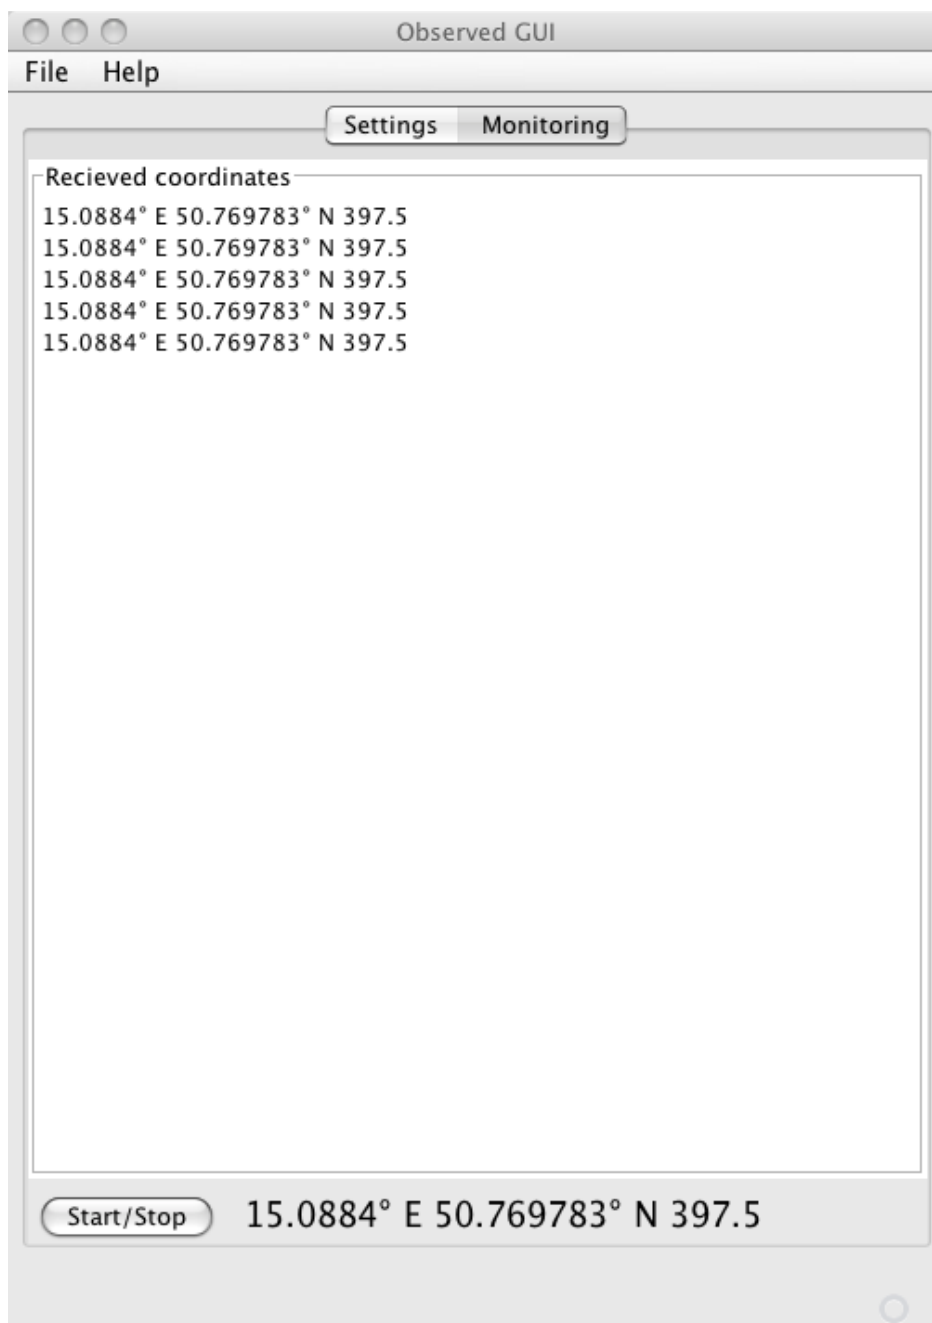 Observed GUI
File Help
Settings Monitoring
Recieved coordinates
15.0884° E 50.769783° N 397.5
15.0884° E 50.769783° N 397.5
15.0884° E 50.769783° N 397.5
15.0884° E 50.769783° N 397.5
15.0884° E 50.769783° N 397.5
Start/Stop 15.0884° E 50.769783° N 397.5